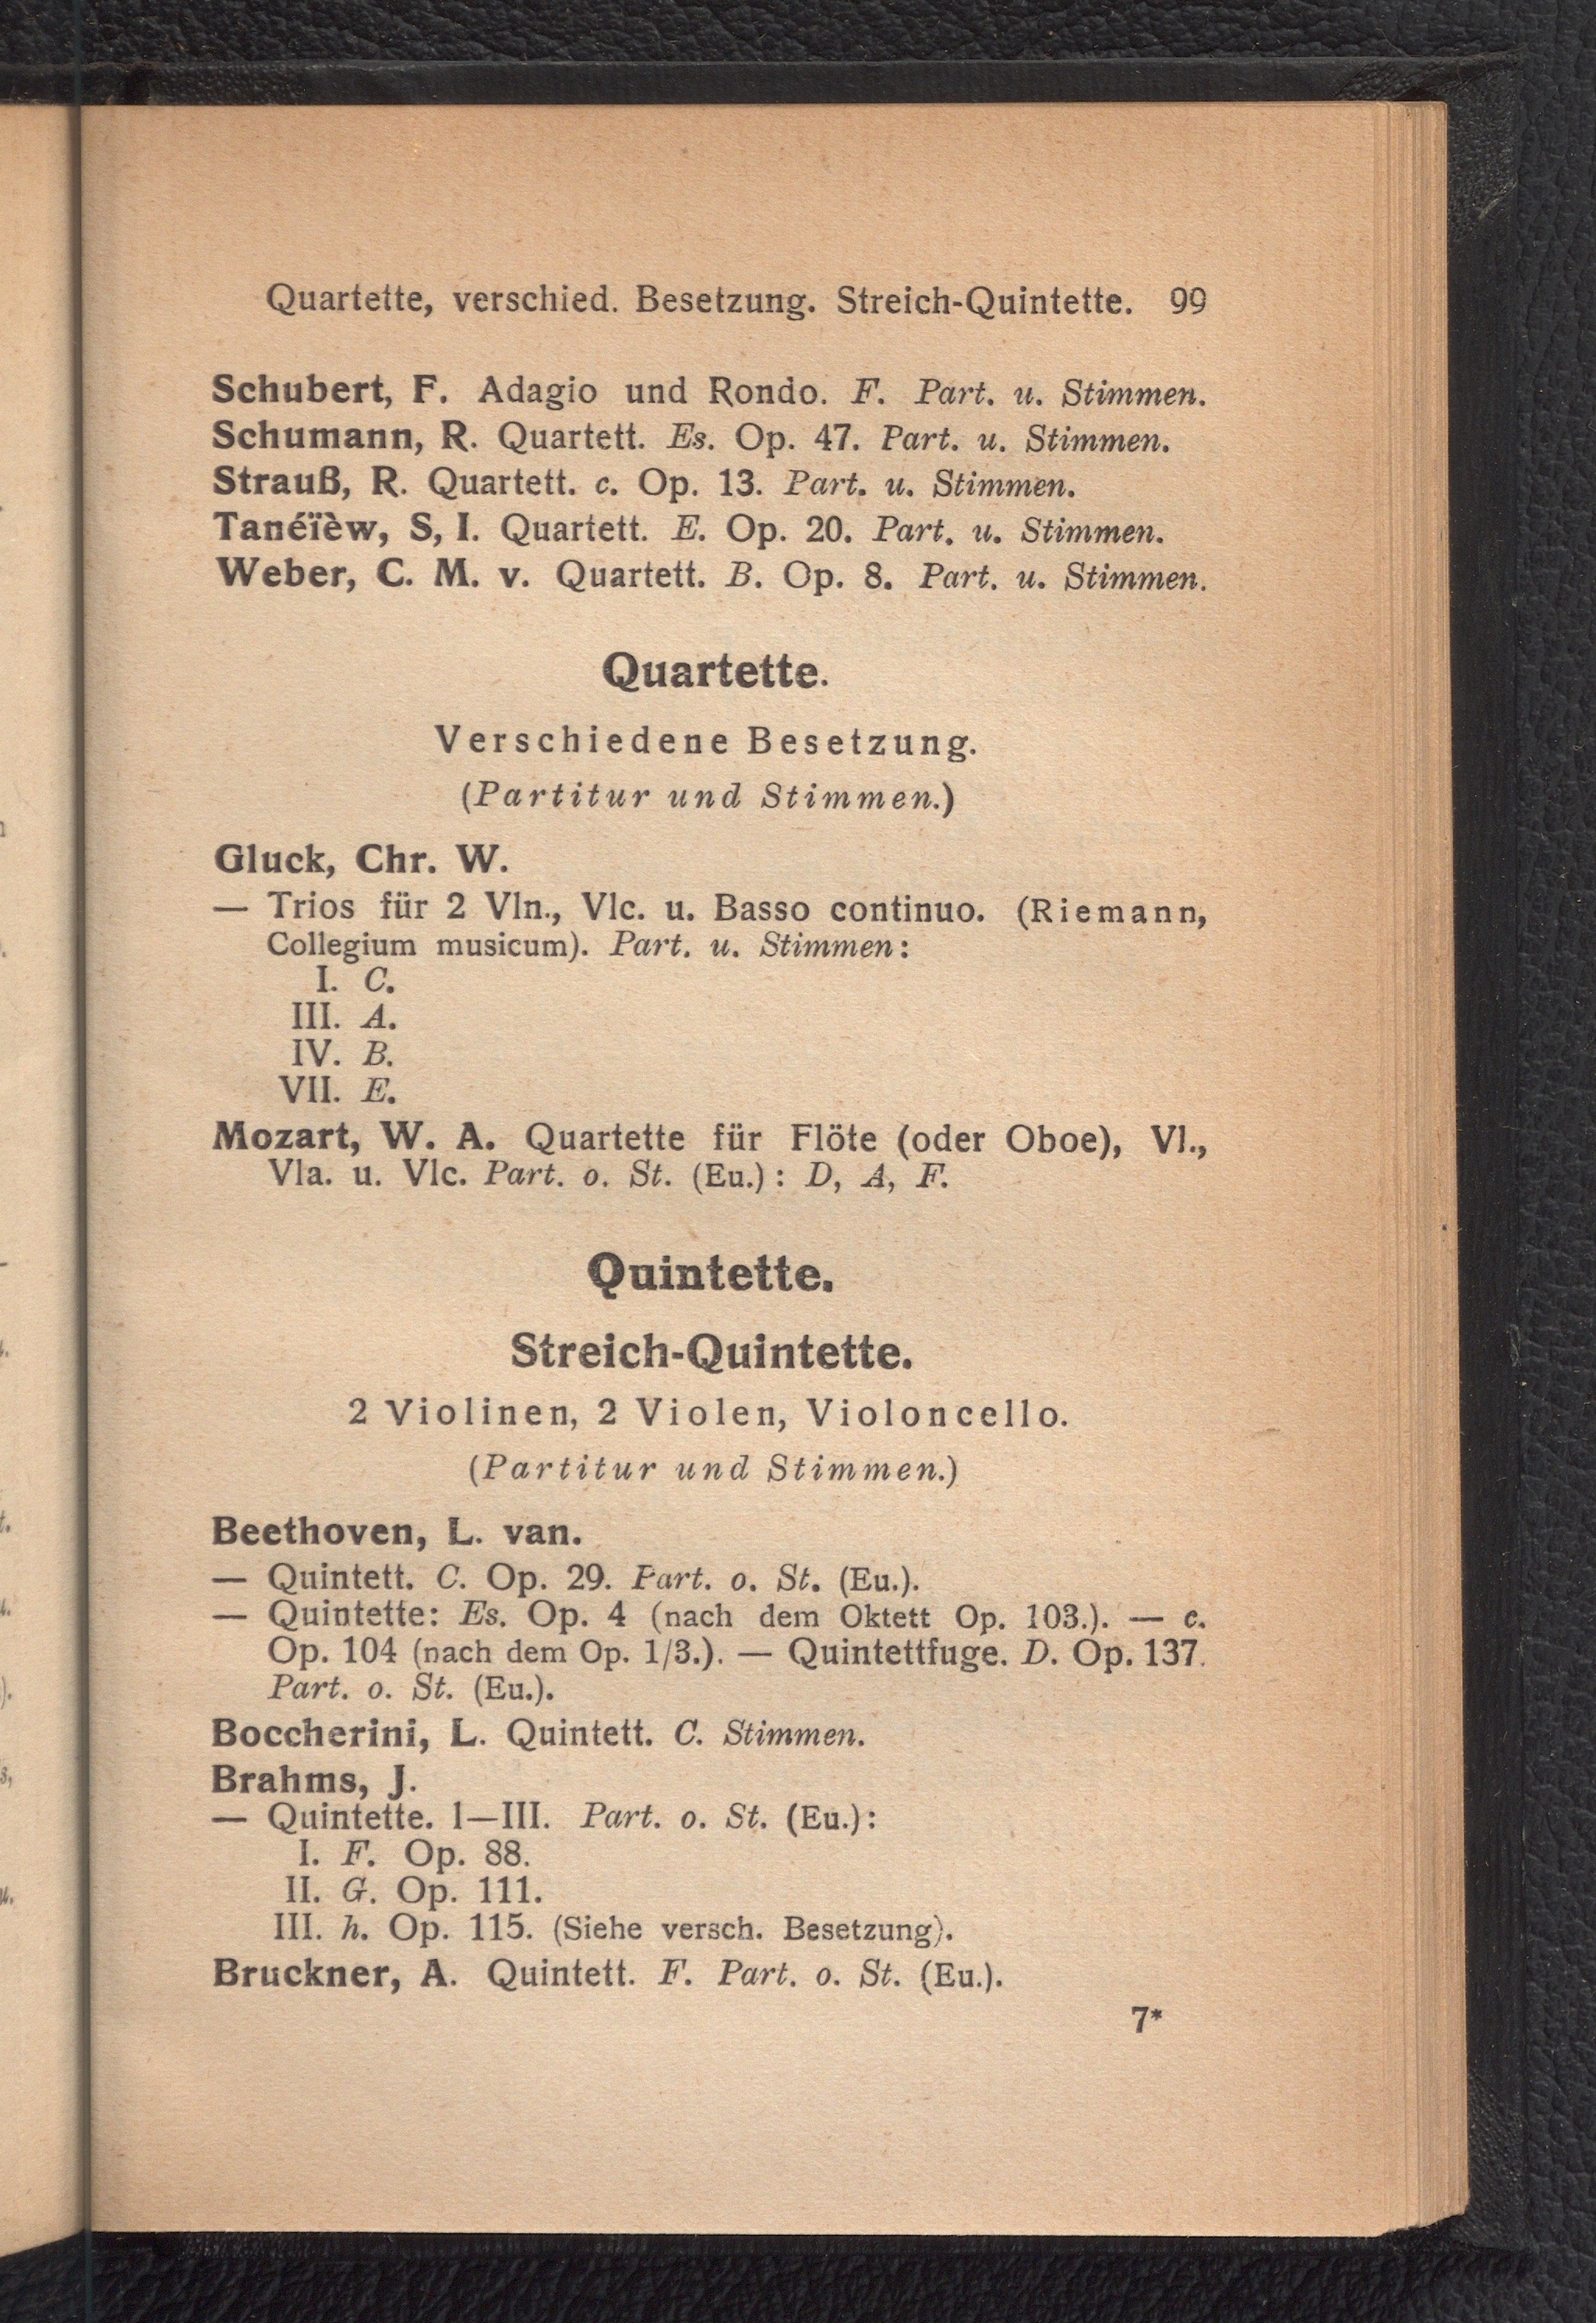 Quartette, verschied. Besetzung. Streich-Quintette. 99
Schubert, F. Adagio und Rondo. F. Part. u. Stimmen.
Schumann, R. Quartett. Es. Op. 47. Part. u. Stimmen.
Strauß, R. Quartett. c. Op. 13. Part. u. Stimmen.
Tanéïèw, S, I. Quartett. E. Op. 20. Part. u. Stimmen.
Weber, C. M. v. Quartett. B. Op. 8. Part. u. Stimmen.
Quartette.
Verschiedene Besetzung.
(Partitur und Stimmen.)
Gluck, Chr. W.
— Trios für 2 Vln., Vlc. u. Basso continuo. (Riemann,
Collegium musicum). Part. u. Stimmen:
I. C.
III. A.
IV. B.
VII. E.
Mozart, W. A. Quartette für Flöte (oder Oboe), Vl.,
Vla. u. Vlc. Part. o. St. (Eu.): D, A, F.
Quintette.
Streich-Quintette.
2 Violinen, 2 Violen, Violoncello.
(Partitur und Stimmen.)
Beethoven, L. van.
— Quintett. C. Op. 29. Part. o. St. (Eu.).
— Quintette: Es. Op. 4 (nach dem Oktett Op. 103.). — c.
Op. 104 (nach dem Op. 1/3.). — Quintettfuge. D. Op. 137.
Part. o. St. (Eu.).
Boccherini, L. Quintett. C. Stimmen.
Brahms, J.
— Quintette. I—III. Part. o. St. (Eu.):
I. F. Op. 88.
II. G. Op. 111.
III. h. Op. 115. (Siehe versch. Besetzung).
Bruckner, A. Quintett. F. Part. o. St. (Eu.).
7*